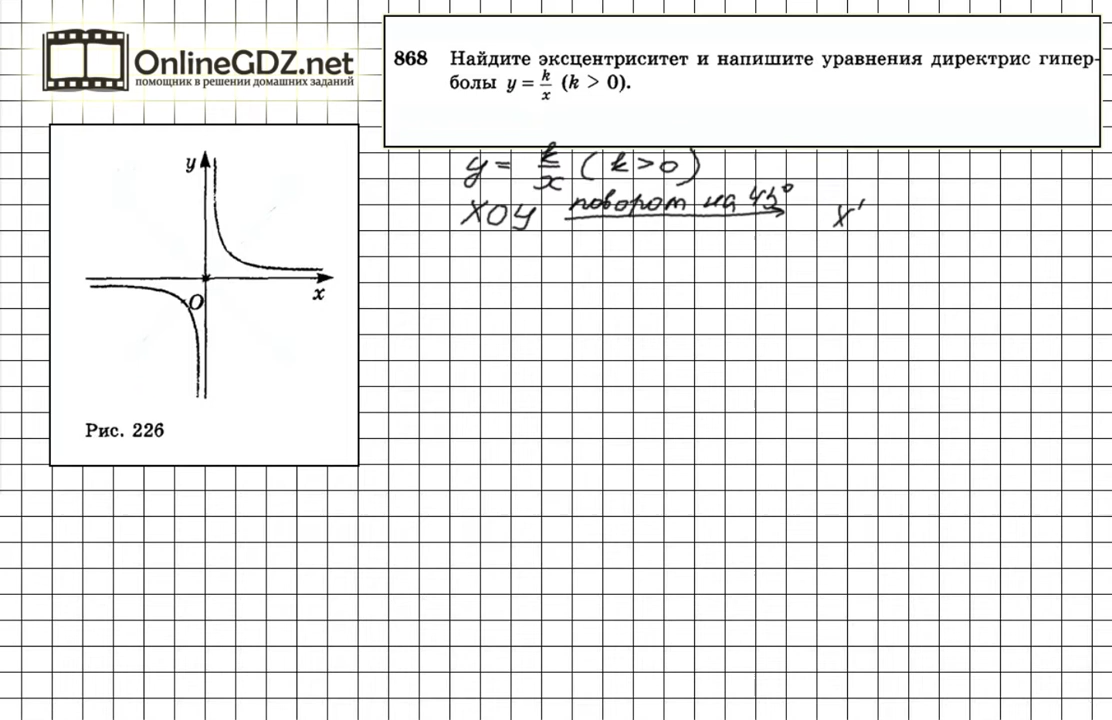 OnlineGDZ.net
помощник в решении домашних заданий
868 Найдите эксцентриситет и напишите уравнения директрис гипер-
болы y = k/x (k > 0).
y = k/x (k > 0)
XOY поворот на 45° X'
y
O
x
Рис. 226